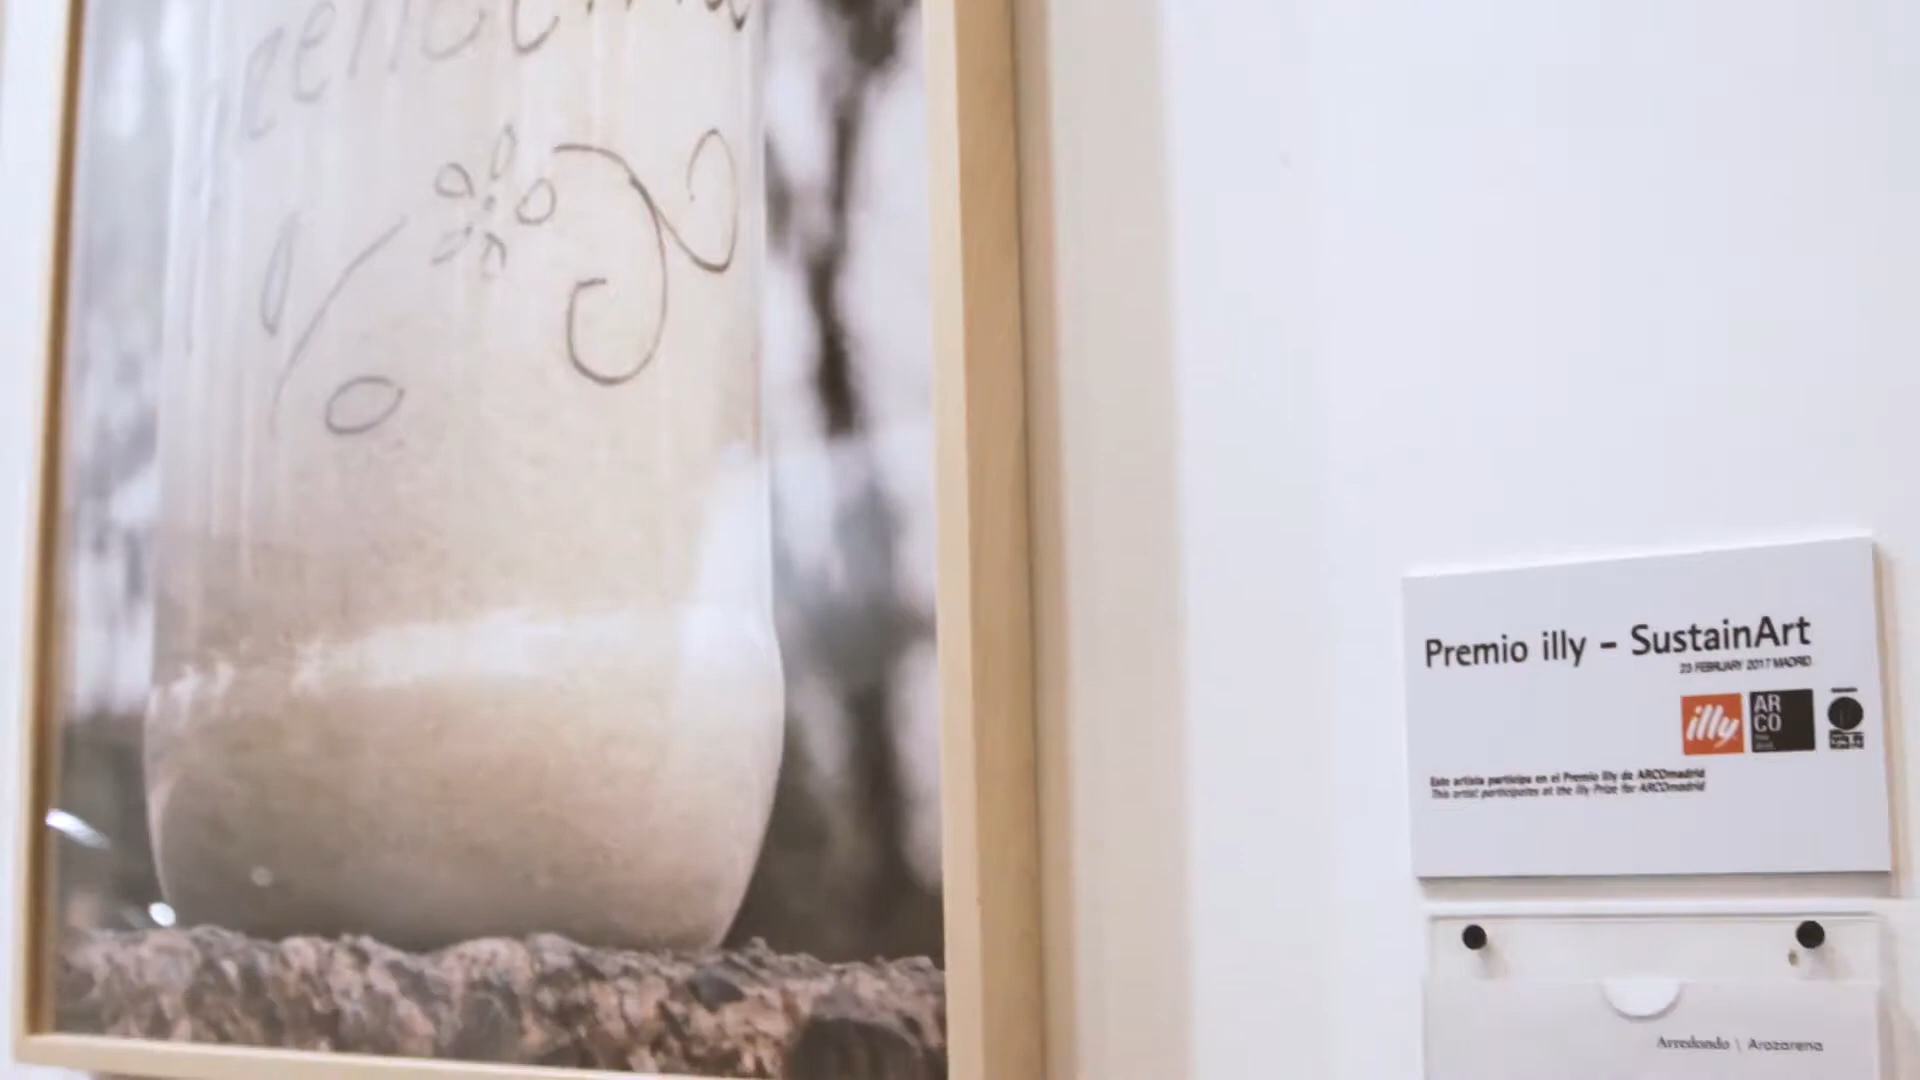 Premio illy - SustainArt
23 FEBRUARY 2017 MADRID
illy
AR
CO
Este artista participa en el Premio illy de ARCOmadrid
This artist participates at the illy Prize for ARCOmadrid
Arredondo \ Arozarena